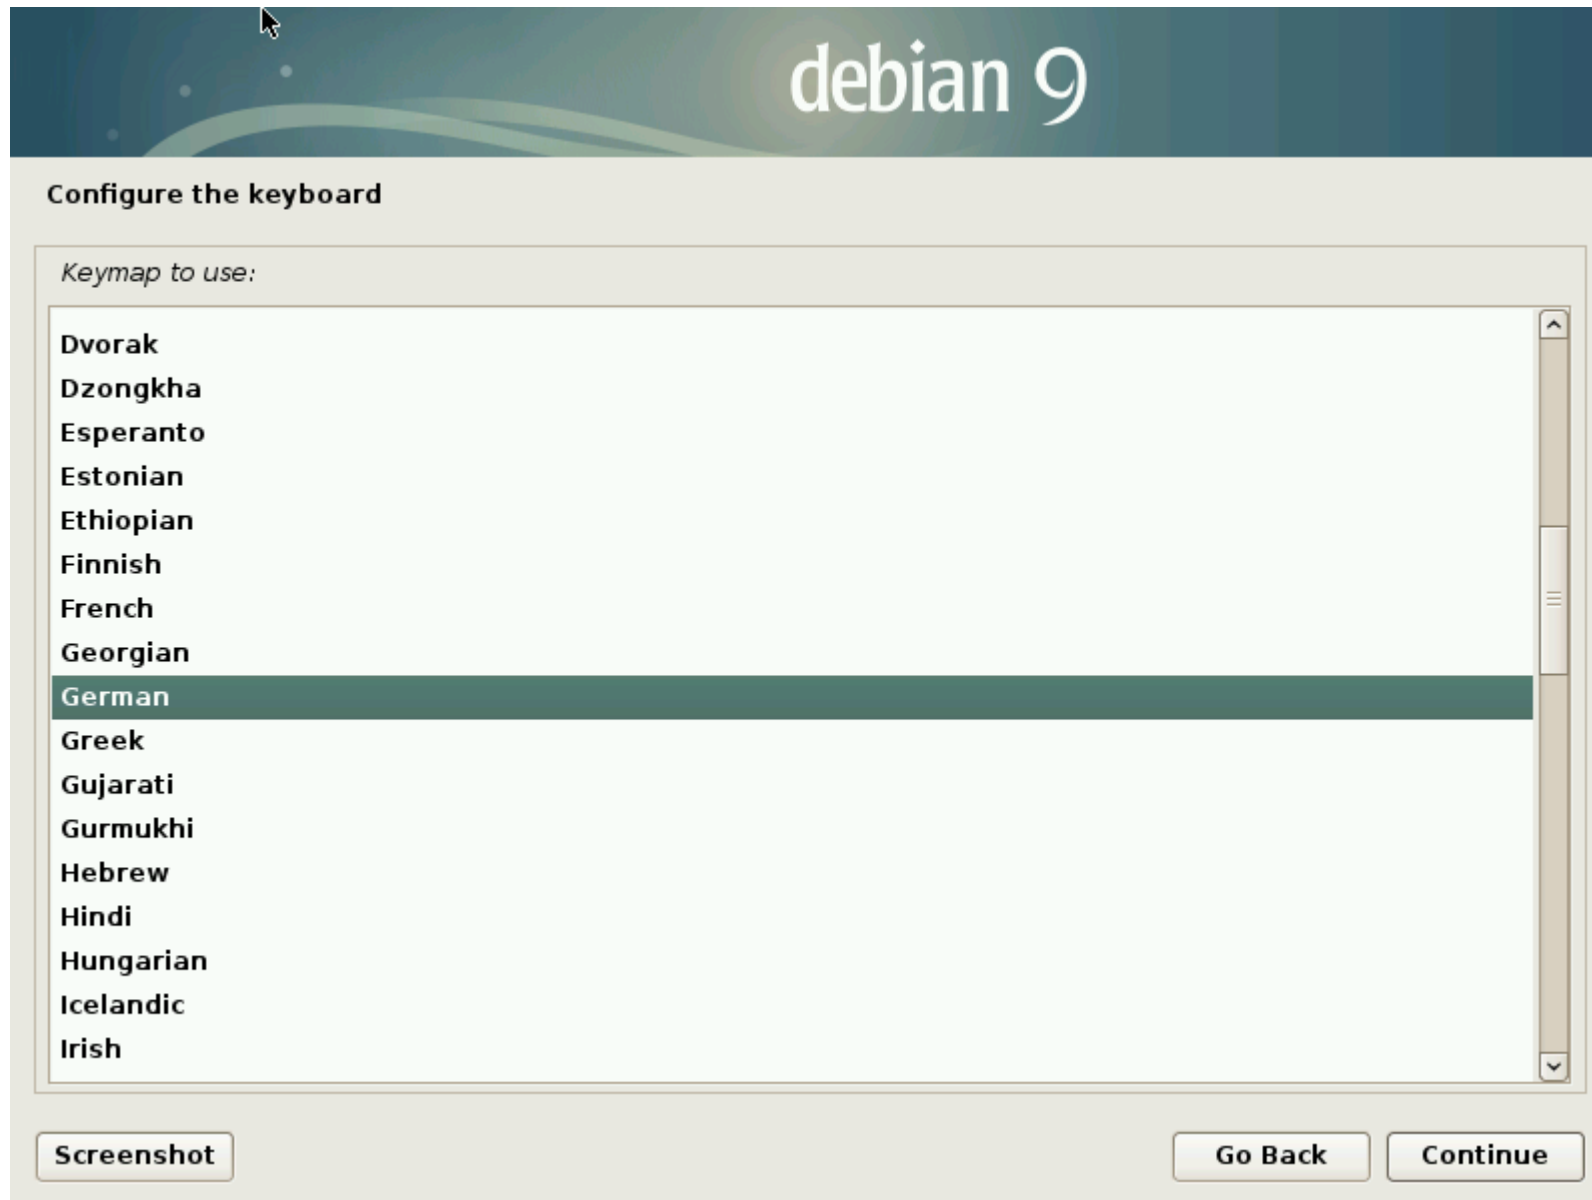 debian 9
Configure the keyboard
Keymap to use:
Dvorak
Dzongkha
Esperanto
Estonian
Ethiopian
Finnish
French
Georgian
German
Greek
Gujarati
Gurmukhi
Hebrew
Hindi
Hungarian
Icelandic
Irish
Screenshot
Go Back
Continue